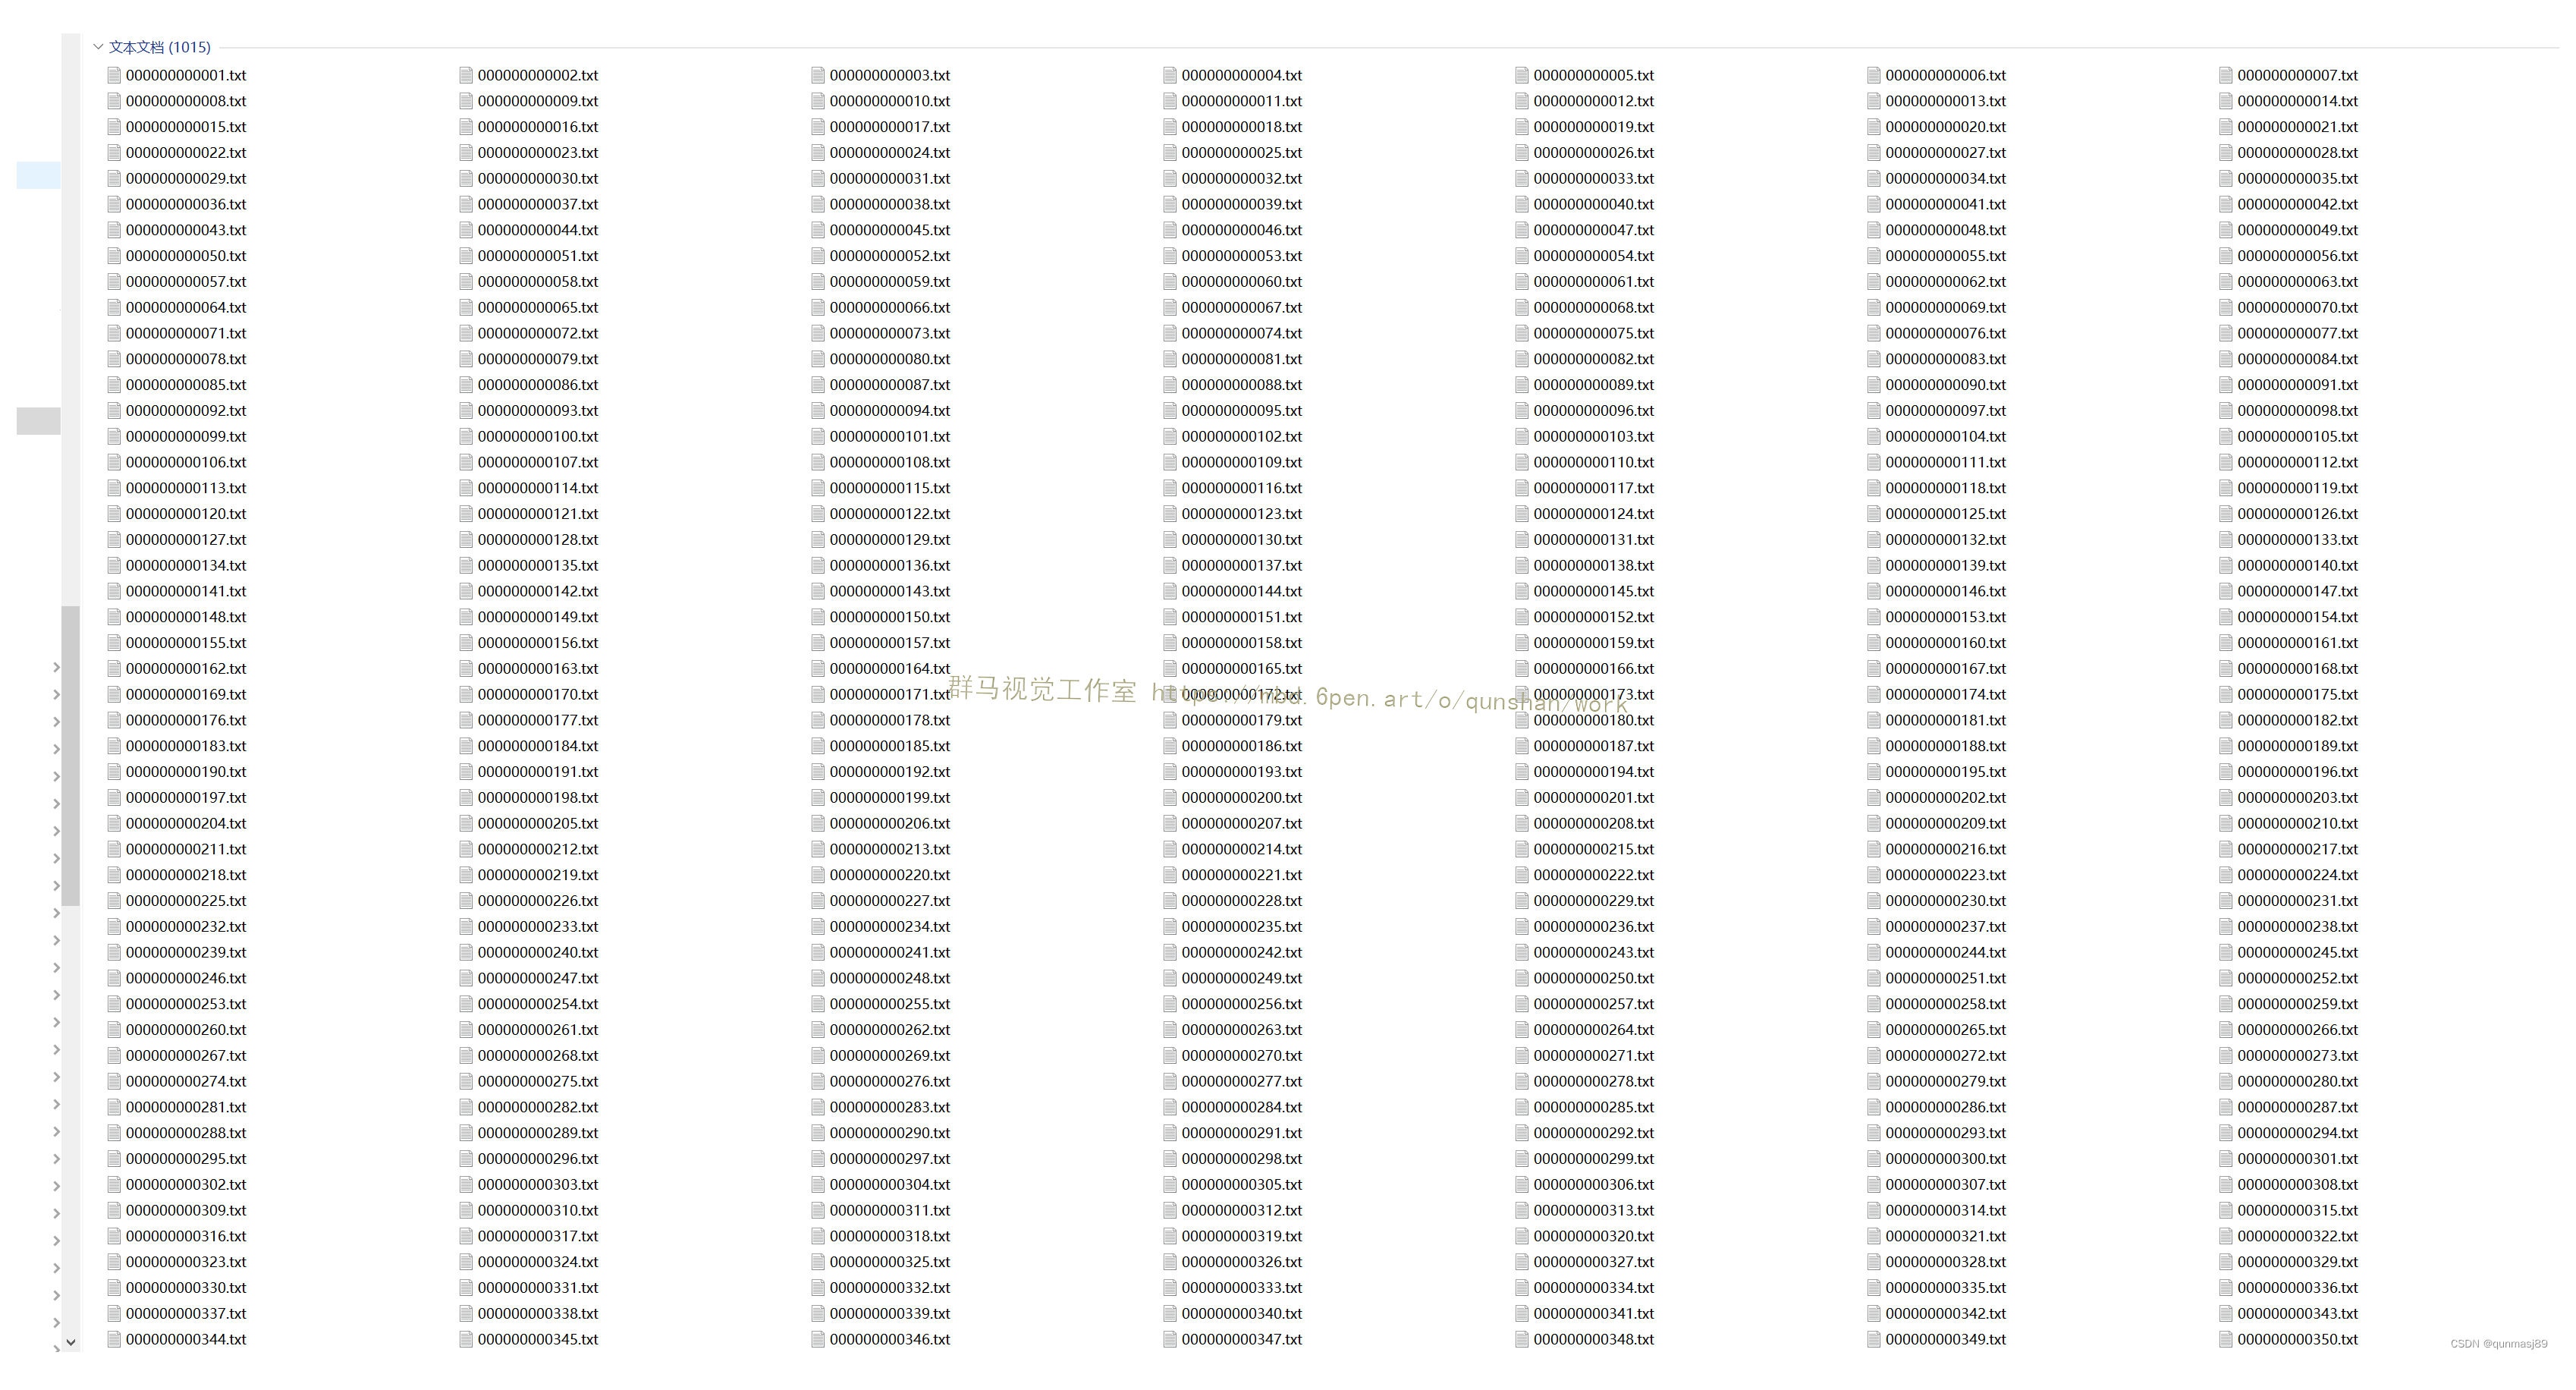 文本文档 (1015)
000000000001.txt 000000000002.txt 000000000003.txt 000000000004.txt 000000000005.txt 000000000006.txt 000000000007.txt
000000000008.txt 000000000009.txt 000000000010.txt 000000000011.txt 000000000012.txt 000000000013.txt 000000000014.txt
000000000015.txt 000000000016.txt 000000000017.txt 000000000018.txt 000000000019.txt 000000000020.txt 000000000021.txt
000000000022.txt 000000000023.txt 000000000024.txt 000000000025.txt 000000000026.txt 000000000027.txt 000000000028.txt
000000000029.txt 000000000030.txt 000000000031.txt 000000000032.txt 000000000033.txt 000000000034.txt 000000000035.txt
000000000036.txt 000000000037.txt 000000000038.txt 000000000039.txt 000000000040.txt 000000000041.txt 000000000042.txt
000000000043.txt 000000000044.txt 000000000045.txt 000000000046.txt 000000000047.txt 000000000048.txt 000000000049.txt
000000000050.txt 000000000051.txt 000000000052.txt 000000000053.txt 000000000054.txt 000000000055.txt 000000000056.txt
000000000057.txt 000000000058.txt 000000000059.txt 000000000060.txt 000000000061.txt 000000000062.txt 000000000063.txt
000000000064.txt 000000000065.txt 000000000066.txt 000000000067.txt 000000000068.txt 000000000069.txt 000000000070.txt
000000000071.txt 000000000072.txt 000000000073.txt 000000000074.txt 000000000075.txt 000000000076.txt 000000000077.txt
000000000078.txt 000000000079.txt 000000000080.txt 000000000081.txt 000000000082.txt 000000000083.txt 000000000084.txt
000000000085.txt 000000000086.txt 000000000087.txt 000000000088.txt 000000000089.txt 000000000090.txt 000000000091.txt
000000000092.txt 000000000093.txt 000000000094.txt 000000000095.txt 000000000096.txt 000000000097.txt 000000000098.txt
000000000099.txt 000000000100.txt 000000000101.txt 000000000102.txt 000000000103.txt 000000000104.txt 000000000105.txt
000000000106.txt 000000000107.txt 000000000108.txt 000000000109.txt 000000000110.txt 000000000111.txt 000000000112.txt
000000000113.txt 000000000114.txt 000000000115.txt 000000000116.txt 000000000117.txt 000000000118.txt 000000000119.txt
000000000120.txt 000000000121.txt 000000000122.txt 000000000123.txt 000000000124.txt 000000000125.txt 000000000126.txt
000000000127.txt 000000000128.txt 000000000129.txt 000000000130.txt 000000000131.txt 000000000132.txt 000000000133.txt
000000000134.txt 000000000135.txt 000000000136.txt 000000000137.txt 000000000138.txt 000000000139.txt 000000000140.txt
000000000141.txt 000000000142.txt 000000000143.txt 000000000144.txt 000000000145.txt 000000000146.txt 000000000147.txt
000000000148.txt 000000000149.txt 000000000150.txt 000000000151.txt 000000000152.txt 000000000153.txt 000000000154.txt
000000000155.txt 000000000156.txt 000000000157.txt 000000000158.txt 000000000159.txt 000000000160.txt 000000000161.txt
000000000162.txt 000000000163.txt 000000000164.txt 000000000165.txt 000000000166.txt 000000000167.txt 000000000168.txt
000000000169.txt 000000000170.txt 000000000171.txt 000000000172.txt 000000000173.txt 000000000174.txt 000000000175.txt
群马视觉工作室 https://mbd.6pen.art/o/qunshan/work
000000000176.txt 000000000177.txt 000000000178.txt 000000000179.txt 000000000180.txt 000000000181.txt 000000000182.txt
000000000183.txt 000000000184.txt 000000000185.txt 000000000186.txt 000000000187.txt 000000000188.txt 000000000189.txt
000000000190.txt 000000000191.txt 000000000192.txt 000000000193.txt 000000000194.txt 000000000195.txt 000000000196.txt
000000000197.txt 000000000198.txt 000000000199.txt 000000000200.txt 000000000201.txt 000000000202.txt 000000000203.txt
000000000204.txt 000000000205.txt 000000000206.txt 000000000207.txt 000000000208.txt 000000000209.txt 000000000210.txt
000000000211.txt 000000000212.txt 000000000213.txt 000000000214.txt 000000000215.txt 000000000216.txt 000000000217.txt
000000000218.txt 000000000219.txt 000000000220.txt 000000000221.txt 000000000222.txt 000000000223.txt 000000000224.txt
000000000225.txt 000000000226.txt 000000000227.txt 000000000228.txt 000000000229.txt 000000000230.txt 000000000231.txt
000000000232.txt 000000000233.txt 000000000234.txt 000000000235.txt 000000000236.txt 000000000237.txt 000000000238.txt
000000000239.txt 000000000240.txt 000000000241.txt 000000000242.txt 000000000243.txt 000000000244.txt 000000000245.txt
000000000246.txt 000000000247.txt 000000000248.txt 000000000249.txt 000000000250.txt 000000000251.txt 000000000252.txt
000000000253.txt 000000000254.txt 000000000255.txt 000000000256.txt 000000000257.txt 000000000258.txt 000000000259.txt
000000000260.txt 000000000261.txt 000000000262.txt 000000000263.txt 000000000264.txt 000000000265.txt 000000000266.txt
000000000267.txt 000000000268.txt 000000000269.txt 000000000270.txt 000000000271.txt 000000000272.txt 000000000273.txt
000000000274.txt 000000000275.txt 000000000276.txt 000000000277.txt 000000000278.txt 000000000279.txt 000000000280.txt
000000000281.txt 000000000282.txt 000000000283.txt 000000000284.txt 000000000285.txt 000000000286.txt 000000000287.txt
000000000288.txt 000000000289.txt 000000000290.txt 000000000291.txt 000000000292.txt 000000000293.txt 000000000294.txt
000000000295.txt 000000000296.txt 000000000297.txt 000000000298.txt 000000000299.txt 000000000300.txt 000000000301.txt
000000000302.txt 000000000303.txt 000000000304.txt 000000000305.txt 000000000306.txt 000000000307.txt 000000000308.txt
000000000309.txt 000000000310.txt 000000000311.txt 000000000312.txt 000000000313.txt 000000000314.txt 000000000315.txt
000000000316.txt 000000000317.txt 000000000318.txt 000000000319.txt 000000000320.txt 000000000321.txt 000000000322.txt
000000000323.txt 000000000324.txt 000000000325.txt 000000000326.txt 000000000327.txt 000000000328.txt 000000000329.txt
000000000330.txt 000000000331.txt 000000000332.txt 000000000333.txt 000000000334.txt 000000000335.txt 000000000336.txt
000000000337.txt 000000000338.txt 000000000339.txt 000000000340.txt 000000000341.txt 000000000342.txt 000000000343.txt
000000000344.txt 000000000345.txt 000000000346.txt 000000000347.txt 000000000348.txt 000000000349.txt 000000000350.txt
CSDN @qunmasj89